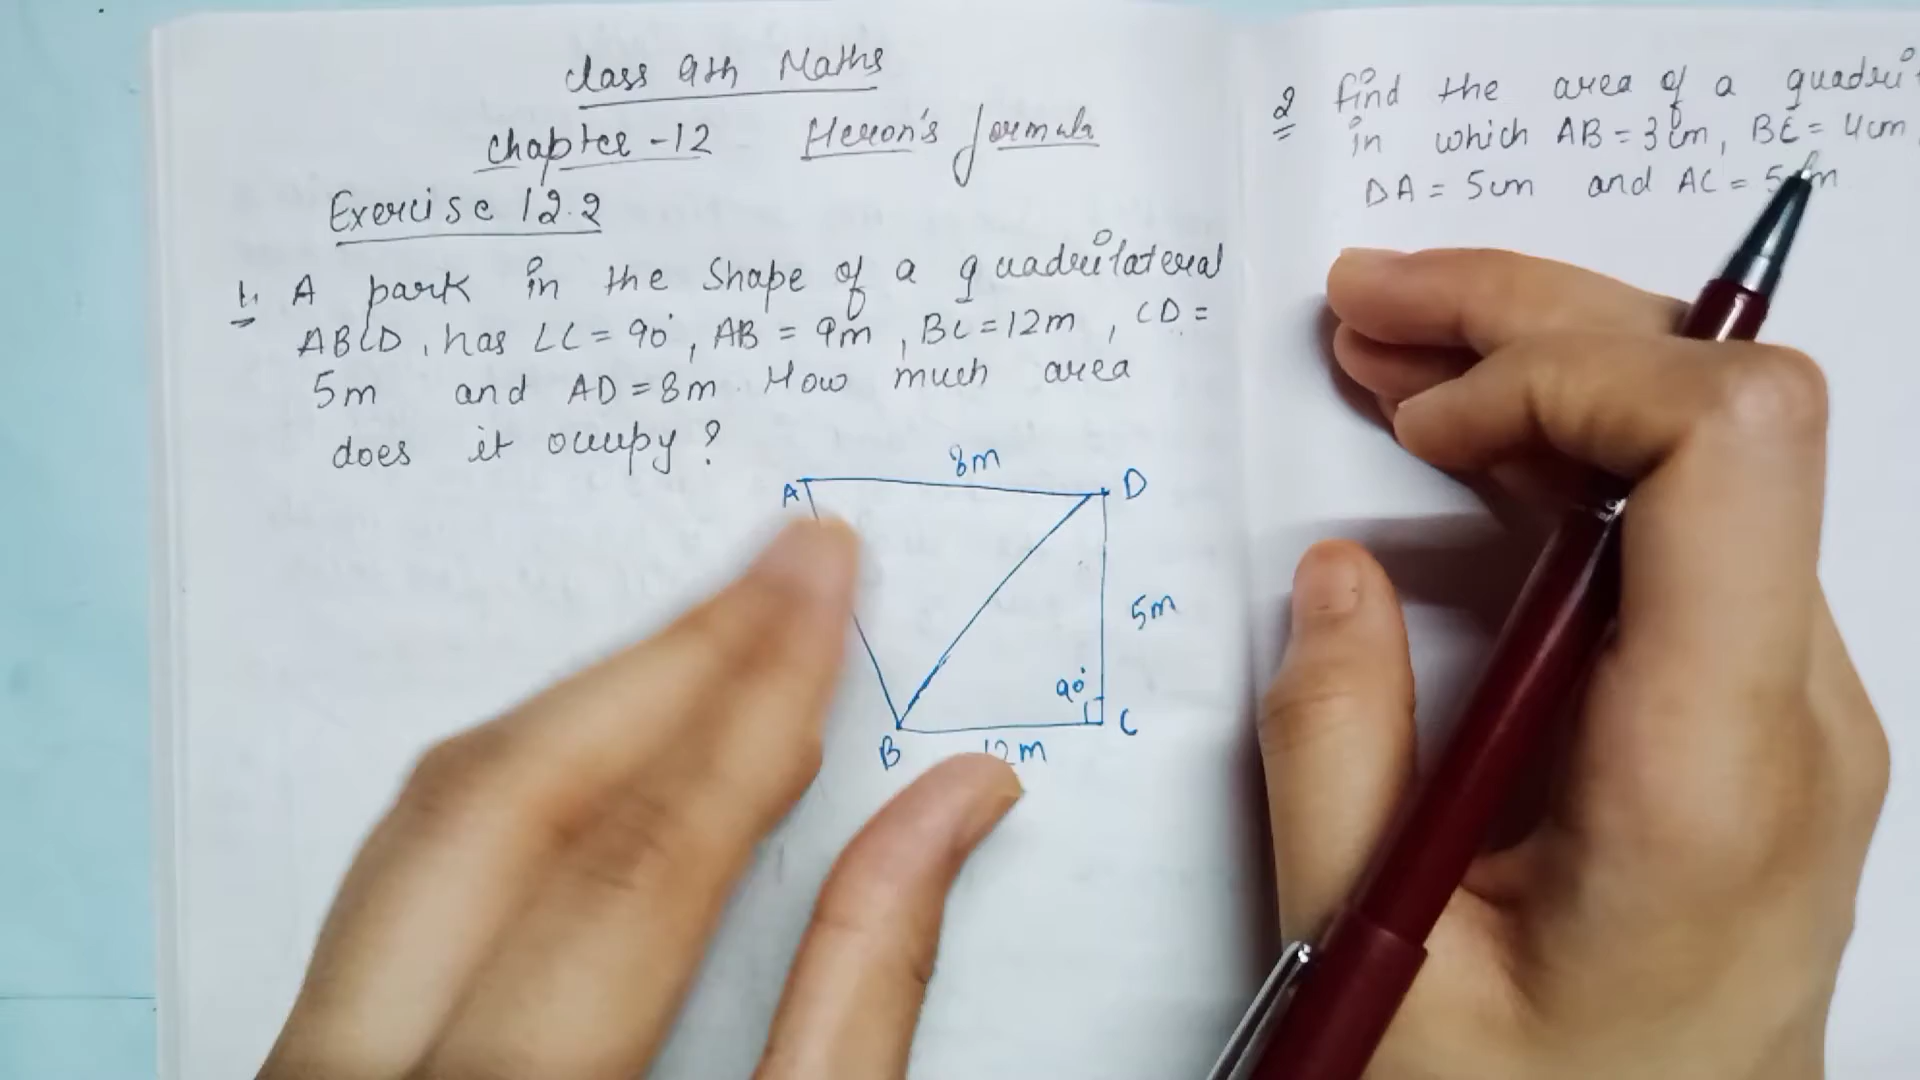 Class 9th Maths
Chapter -12 Heron's formula
Exercise 12.2
1. A park in the shape of a quadrilateral
ABCD, has ∠C = 90°, AB = 9m, BC = 12m, CD =
5m and AD = 8m. How much area
does it occupy?
A 8m D
5m
90°
B 12m C
2 find the area of a
in which AB = 3cm, BC = 4cm
DA = 5cm and AC =